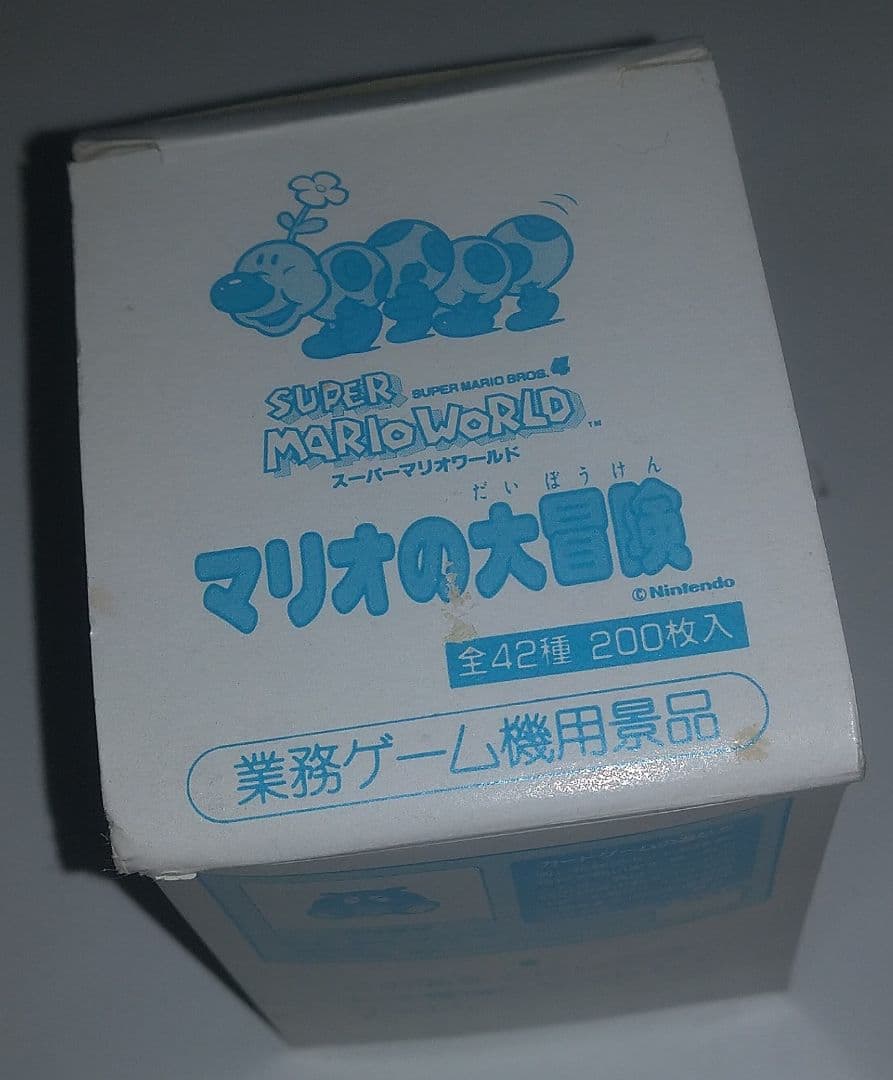 SUPER MARIO BROS. 4
SUPER
MARIO WORLD™
スーパーマリオワールド
だいぼうけん
マリオの大冒険
©Nintendo
全42種 200枚入
業務ゲーム機用景品